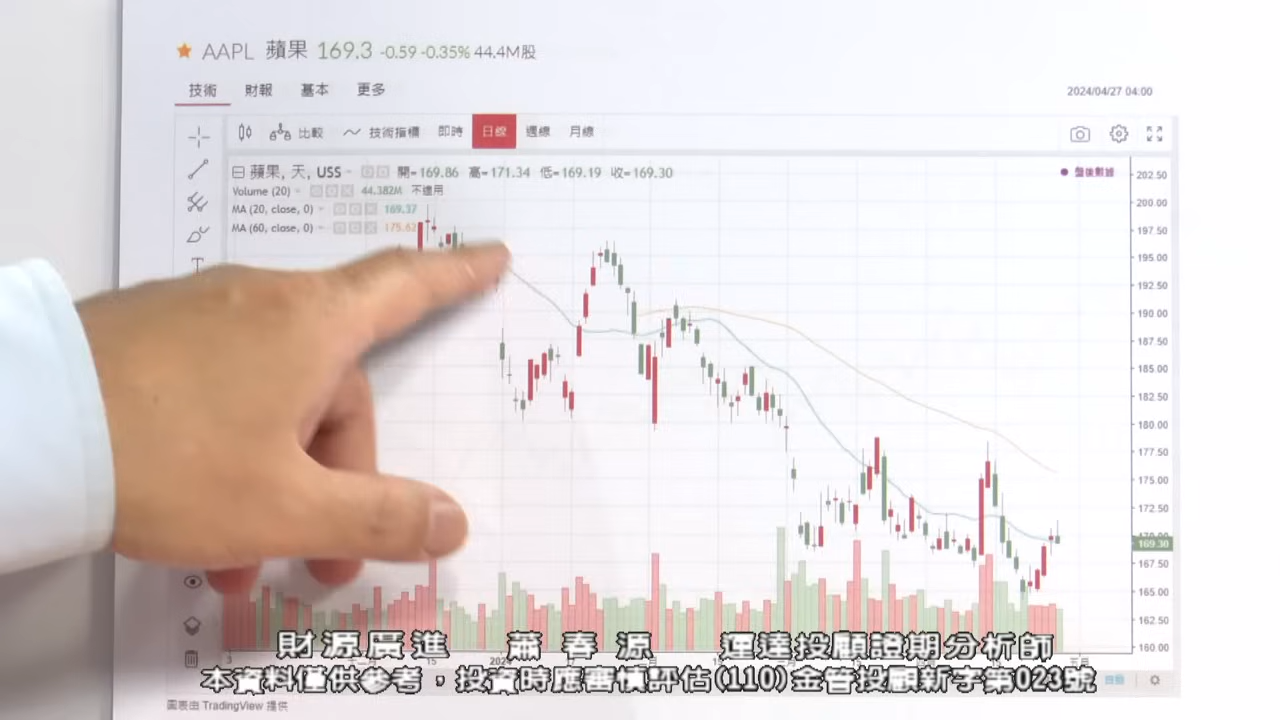 AAPL 蘋果 169.3 -0.59 -0.35% 44.4M股
技術 財報 基本 更多
2024/04/27 04:00
比較 技術指標 即時 日線 週線 月線
蘋果, 天, USS 開=169.86 高=171.34 低=169.19 收=169.30
盤後數據
Volume (20) 44.382M 不適用
MA (20, close, 0) 169.37
MA (60, close, 0) 175.62
202.50
200.00
197.50
195.00
192.50
190.00
187.50
185.00
182.50
180.00
177.50
175.00
172.50
169.30
167.50
165.00
162.50
160.00
15 2024
財源廣進 蕭春源 運達投顧證期分析師
本資料僅供參考，投資時應審慎評估(110)金管投顧新字第023號
圖表由 TradingView 提供